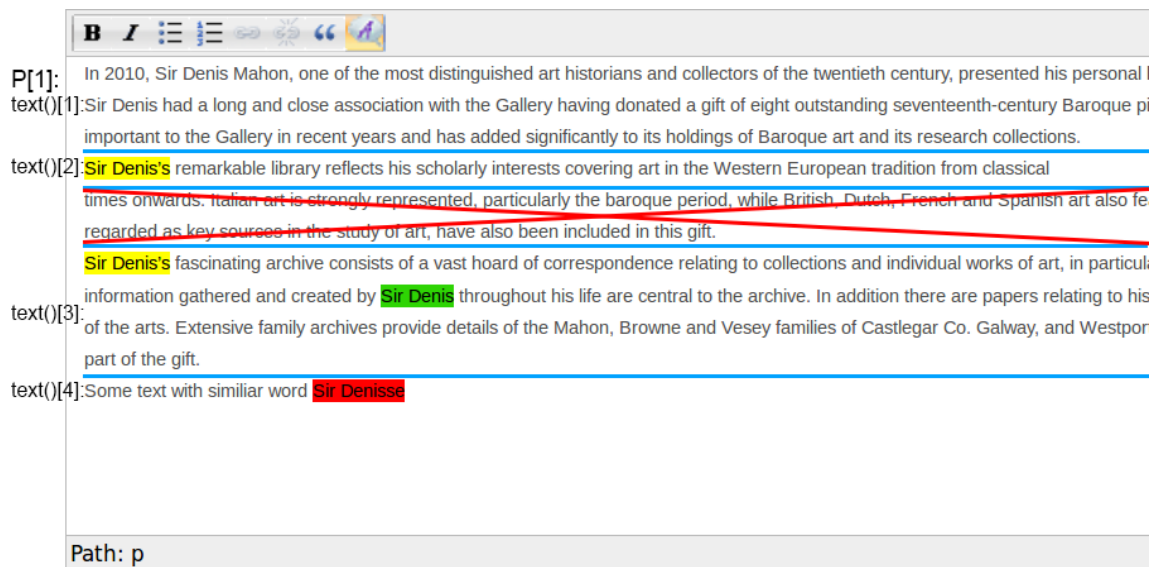 B I “
P[1]: In 2010, Sir Denis Mahon, one of the most distinguished art historians and collectors of the twentieth century, presented his personal
text()[1]: Sir Denis had a long and close association with the Gallery having donated a gift of eight outstanding seventeenth-century Baroque
important to the Gallery in recent years and has added significantly to its holdings of Baroque art and its research collections.
text()[2]: Sir Denis's remarkable library reflects his scholarly interests covering art in the Western European tradition from classical
times onwards. Italian art is strongly represented, particularly the baroque period, while British, Dutch, French and Spanish art also
regarded as key sources in the study of art, have also been included in this gift.
Sir Denis's fascinating archive consists of a vast hoard of correspondence relating to collections and individual works of art, in
information gathered and created by Sir Denis throughout his life are central to the archive. In addition there are papers relating to his
text()[3]:
of the arts. Extensive family archives provide details of the Mahon, Browne and Vesey families of Castlegar Co. Galway, and
part of the gift.
text()[4]: Some text with similiar word Sir Denisse
Path: p